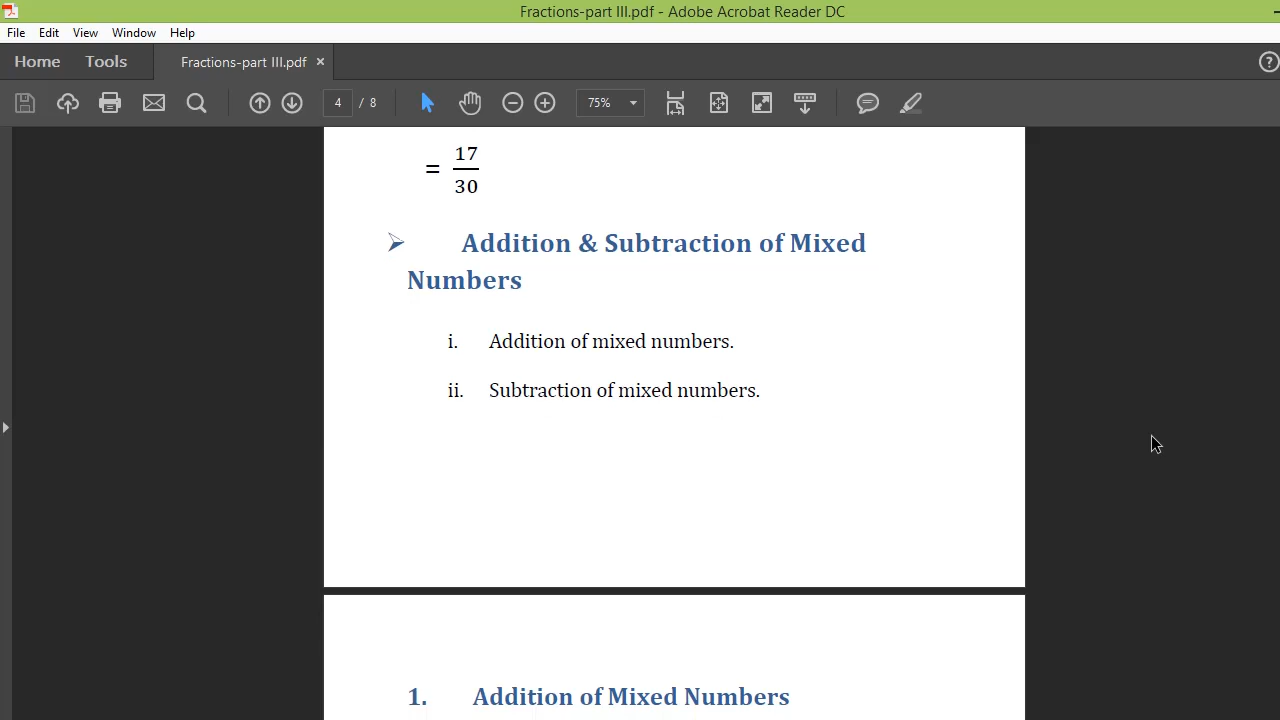 Fractions-part III.pdf - Adobe Acrobat Reader DC
File Edit View Window Help
Home Tools Fractions-part III.pdf ×
4 / 8 75%
= 17/30
➢ Addition & Subtraction of Mixed
Numbers
i. Addition of mixed numbers.
ii. Subtraction of mixed numbers.
1. Addition of Mixed Numbers